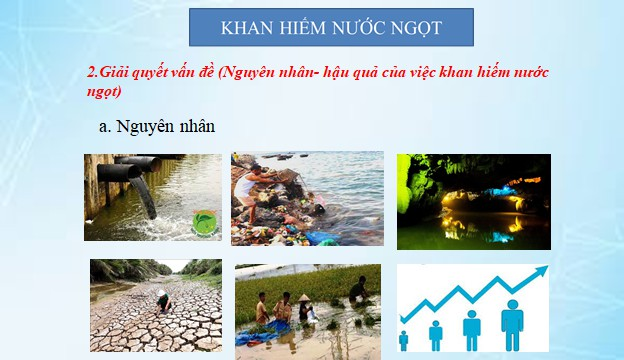 KHAN HIẾM NƯỚC NGỌT
2.Giải quyết vấn đề (Nguyên nhân- hậu quả của việc khan hiếm nước
ngọt)
a. Nguyên nhân